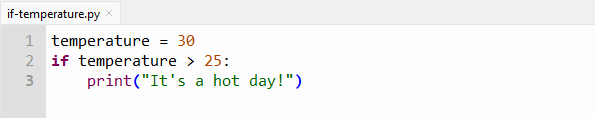 if-temperature.py ×
1 temperature = 30
2 if temperature > 25:
3     print("It's a hot day!")